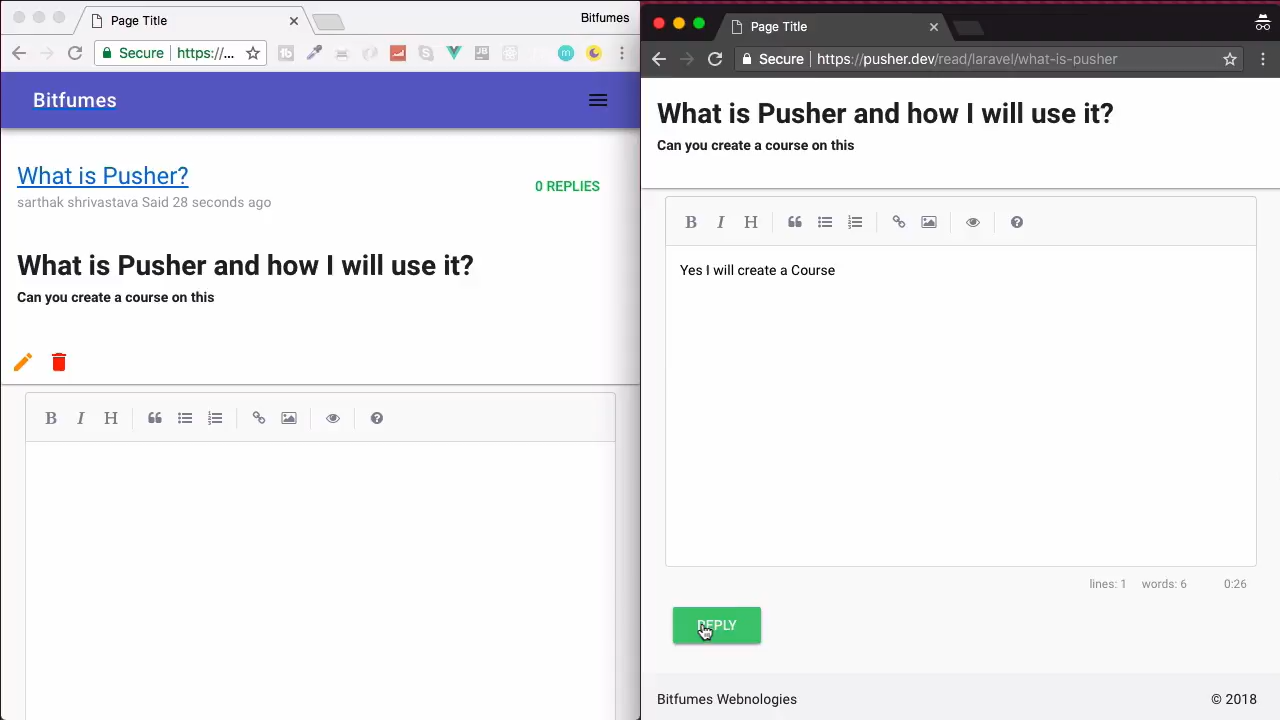 Page Title
Bitfumes
Secure
https://...
Bitfumes
What is Pusher?
0 REPLIES
sarthak shrivastava Said 28 seconds ago
What is Pusher and how I will use it?
Can you create a course on this
B I H
Page Title
Secure
https://pusher.dev/read/laravel/what-is-pusher
What is Pusher and how I will use it?
Can you create a course on this
B I H
Yes I will create a Course
lines: 1 words: 6 0:26
REPLY
Bitfumes Webnologies
© 2018